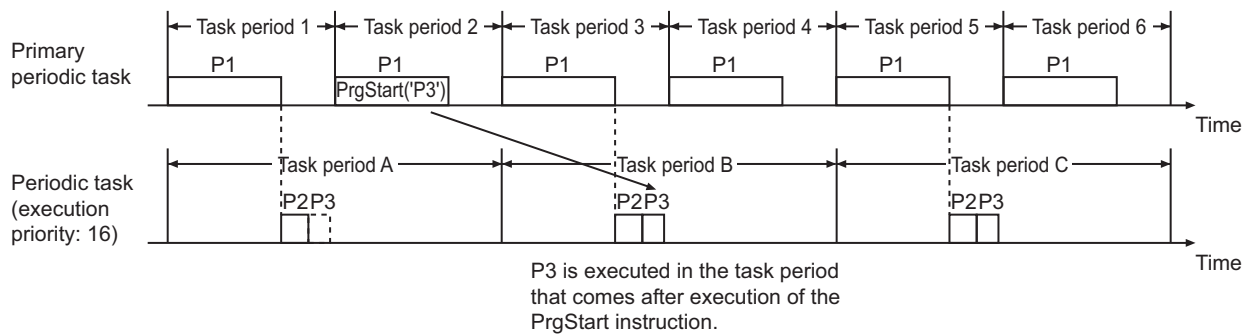 Task period 1
Task period 2
Task period 3
Task period 4
Task period 5
Task period 6
Primary
periodic task
P1
P1
P1
P1
P1
P1
PrgStart('P3')
Time
Task period A
Task period B
Task period C
Periodic task
(execution
priority: 16)
P2 P3
P2 P3
P2 P3
Time
P3 is executed in the task period
that comes after execution of the
PrgStart instruction.